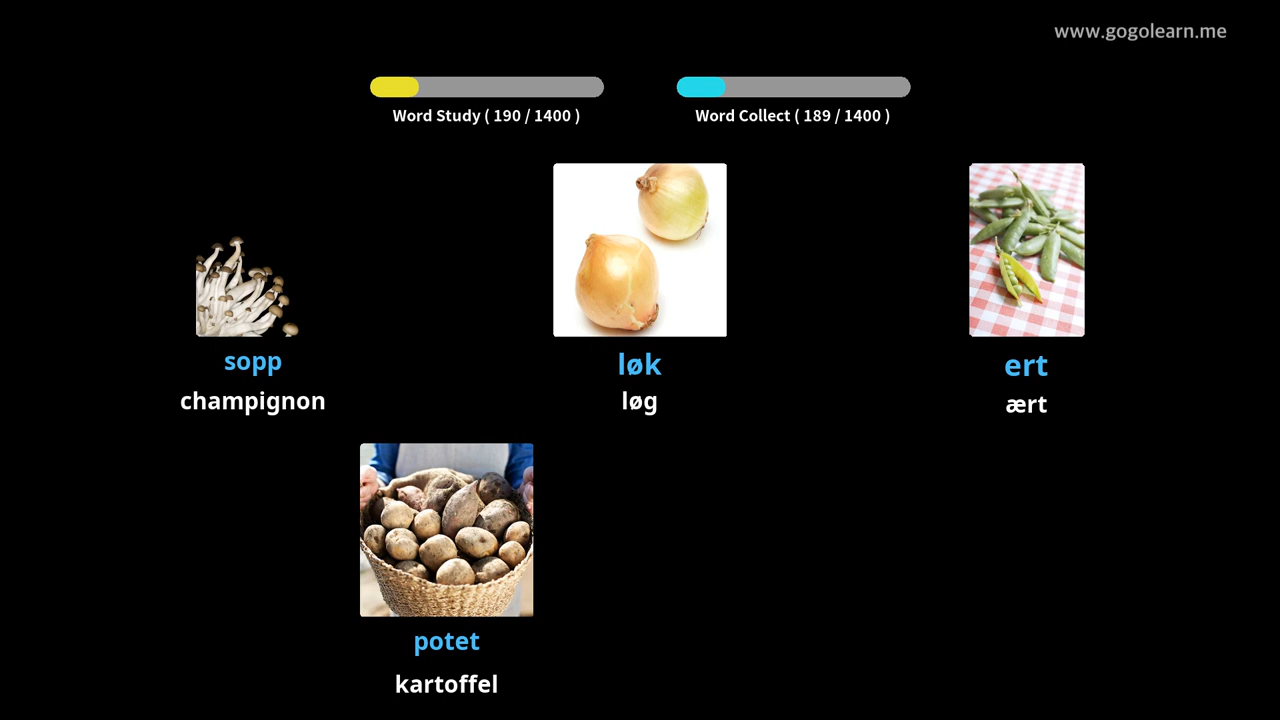 www.gogolearn.me
Word Study ( 190 / 1400 )
Word Collect ( 189 / 1400 )
sopp
champignon
løk
løg
ert
ært
potet
kartoffel